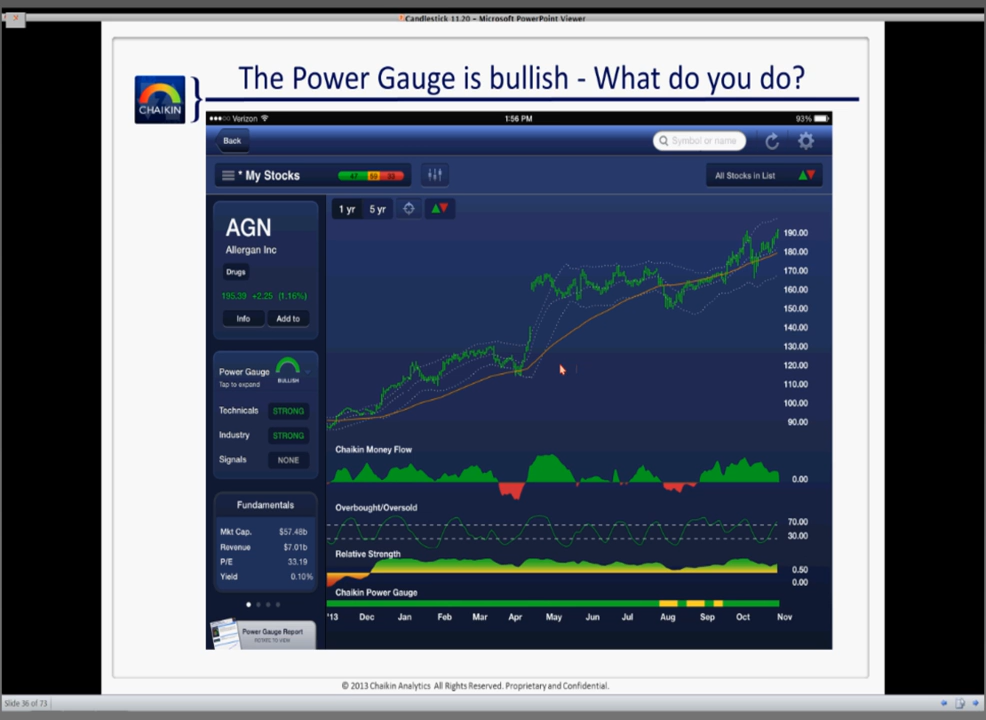 Candlestick 11.20 - Microsoft PowerPoint Viewer
The Power Gauge is bullish - What do you do?
CHAIKIN
Verizon 1:56 PM 93%
Back
Symbol or name
* My Stocks
All Stocks in List
1 yr 5 yr
AGN
Allergan Inc
Drugs
195.39 +2.25 (1.16%)
Info Add to
190.00
180.00
170.00
160.00
150.00
140.00
130.00
120.00
110.00
100.00
90.00
Power Gauge
BULLISH
Tap to expand
Technicals STRONG
Industry STRONG
Signals NONE
Chaikin Money Flow
0.00
Fundamentals
Mkt Cap. $57.48b
Revenue $7.01b
P/E 33.19
Yield 0.10%
Overbought/Oversold
70.00
30.00
Relative Strength
0.50
0.00
Chaikin Power Gauge
'13 Dec Jan Feb Mar Apr May Jun Jul Aug Sep Oct Nov
Power Gauge Report
© 2013 Chaikin Analytics All Rights Reserved. Proprietary and Confidential.
Slide 36 of 73